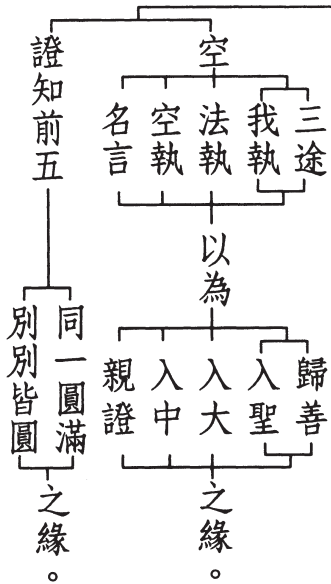 空
三途
我執
法執
空執
名言
以為
歸善
入聖
入大
入中
親證
之緣。
證知前五
同一圓滿
別別皆圓
之緣。